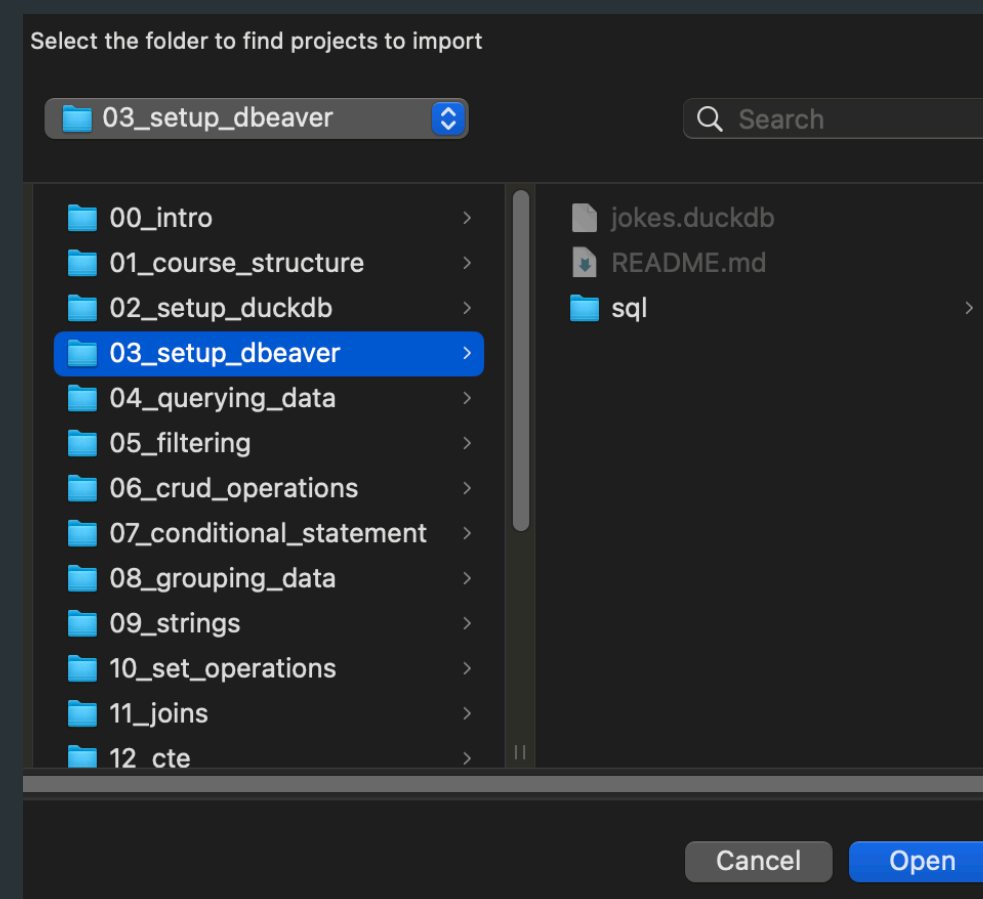 Select the folder to find projects to import
03_setup_dbeaver
Search
00_intro
01_course_structure
02_setup_duckdb
03_setup_dbeaver
04_querying_data
05_filtering
06_crud_operations
07_conditional_statement
08_grouping_data
09_strings
10_set_operations
11_joins
12_cte
jokes.duckdb
README.md
sql
Cancel
Open